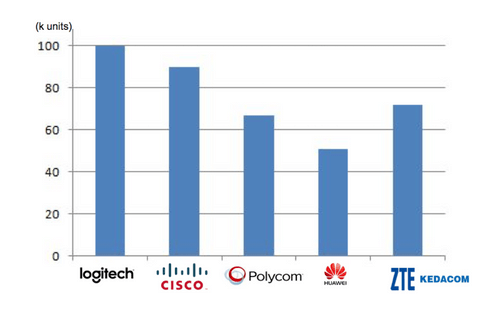 (k units)
100
80
60
40
20
0
logitech
CISCO
Polycom
HUAWEI
ZTE KEDACOM